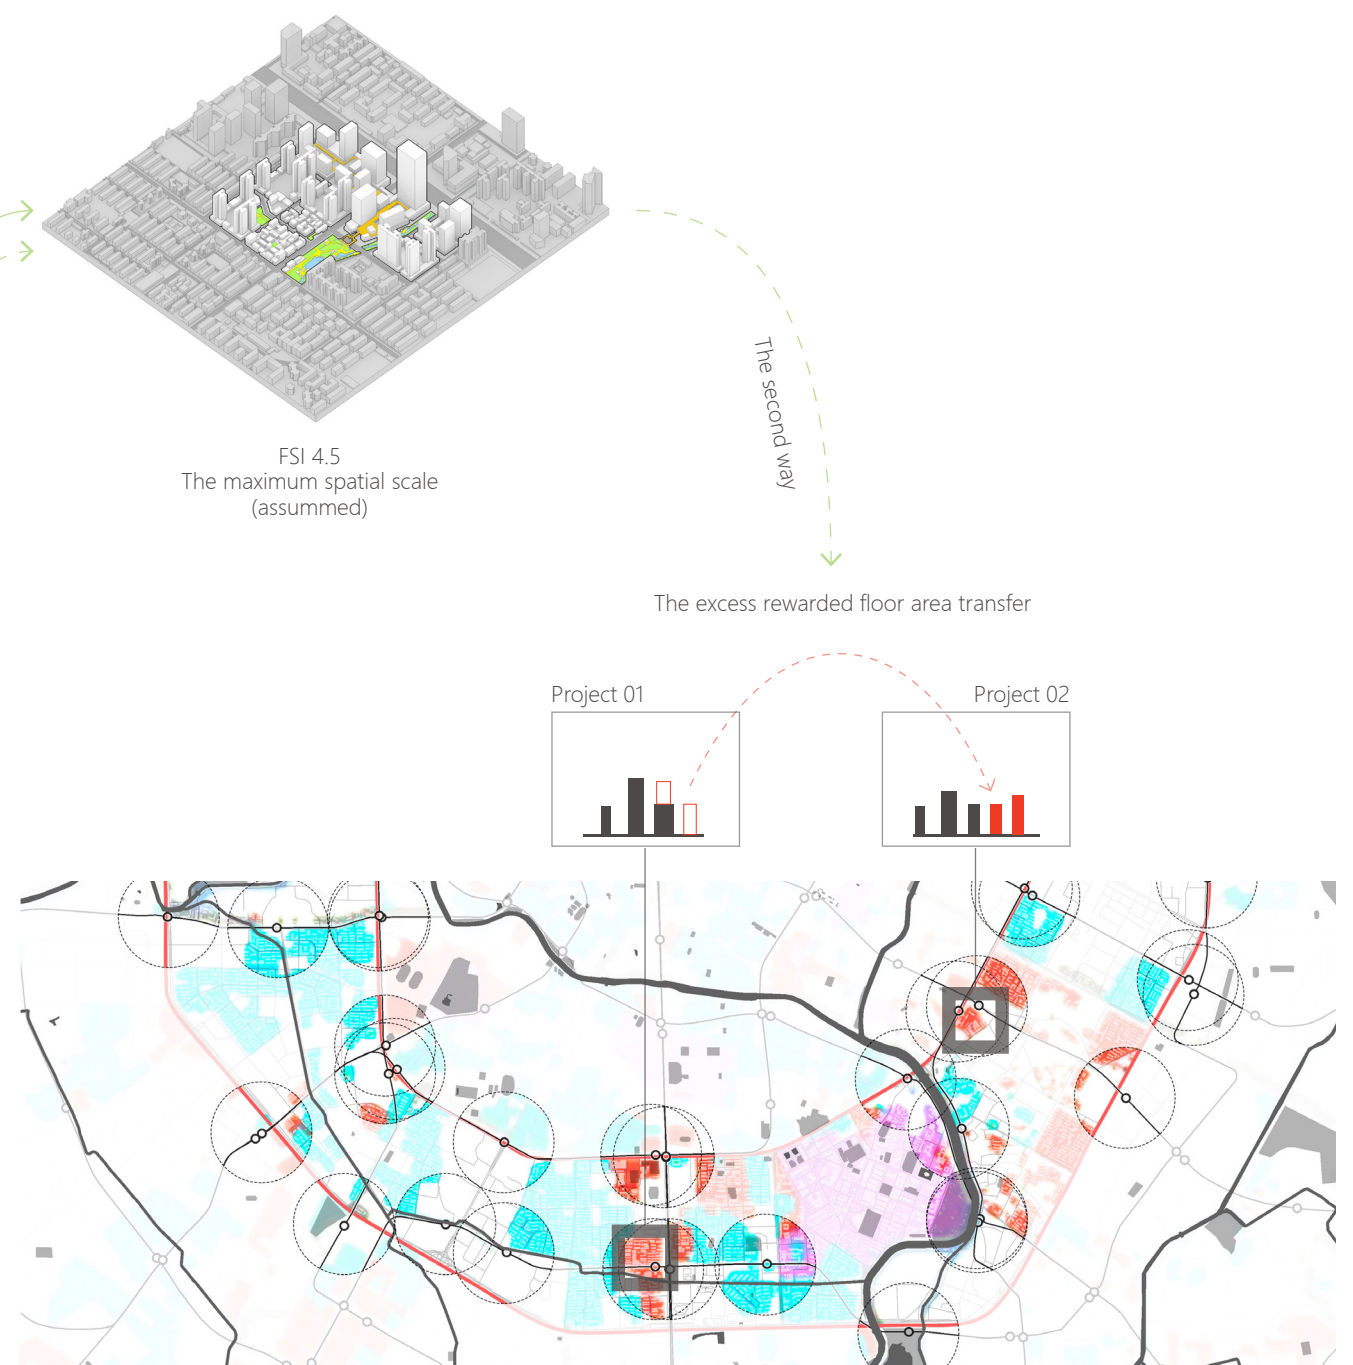 FSI 4.5
The maximum spatial scale
(assummed)
The second way
The excess rewarded floor area transfer
Project 01
Project 02